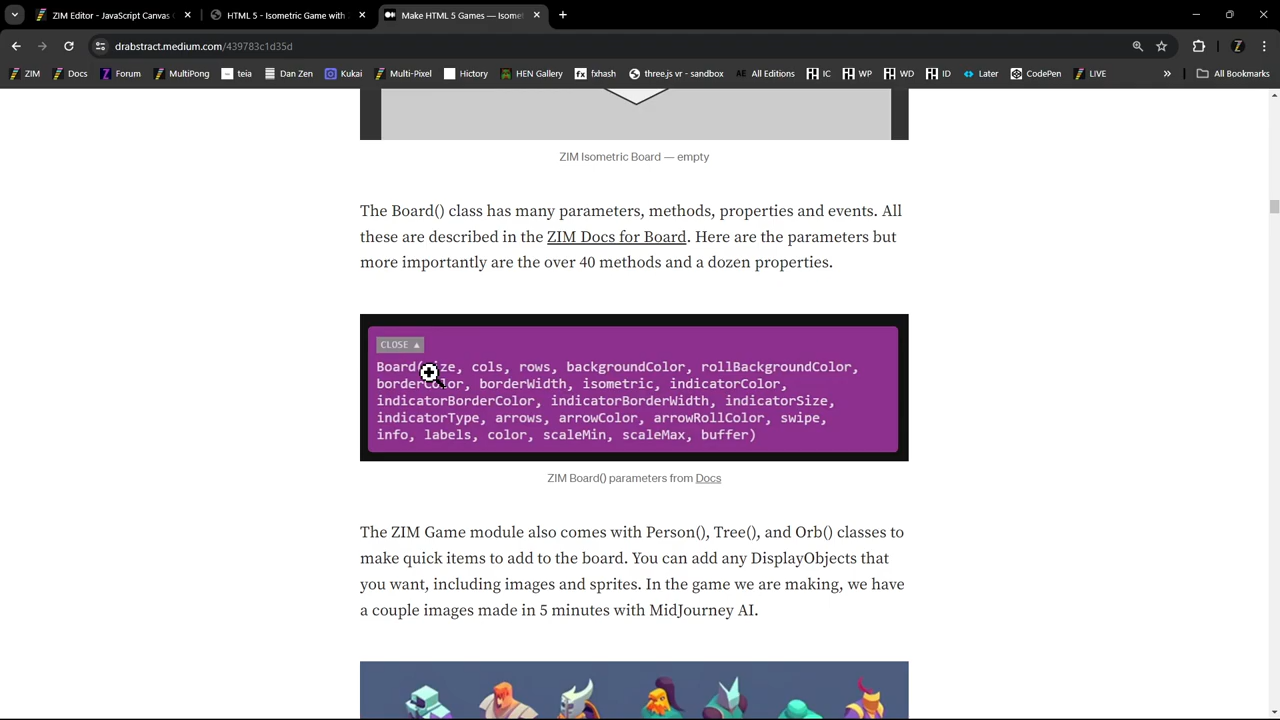 ZIM Editor - JavaScript Canvas
HTML 5 - Isometric Game with
Make HTML 5 Games — Isomet
drabstract.medium.com/439783c1d35d
ZIM
Docs
Forum
MultiPong
teia
Dan Zen
Kukai
Multi-Pixel
Hictory
HEN Gallery
fxhash
three.js vr - sandbox
All Editions
IC
WP
WD
ID
Later
CodePen
LIVE
All Bookmarks
ZIM Isometric Board — empty
The Board() class has many parameters, methods, properties and events. All
these are described in the ZIM Docs for Board. Here are the parameters but
more importantly are the over 40 methods and a dozen properties.
CLOSE ▲
Board(size, cols, rows, backgroundColor, rollBackgroundColor,
borderColor, borderWidth, isometric, indicatorColor,
indicatorBorderColor, indicatorBorderWidth, indicatorSize,
indicatorType, arrows, arrowColor, arrowRollColor, swipe,
info, labels, color, scaleMin, scaleMax, buffer)
ZIM Board() parameters from Docs
The ZIM Game module also comes with Person(), Tree(), and Orb() classes to
make quick items to add to the board. You can add any DisplayObjects that
you want, including images and sprites. In the game we are making, we have
a couple images made in 5 minutes with MidJourney AI.